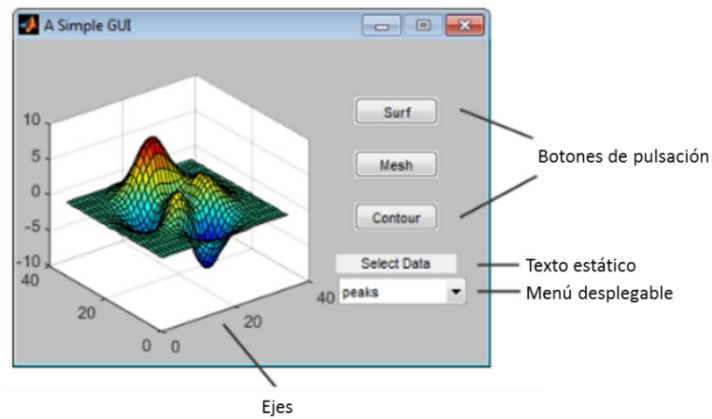 A Simple GUI
10
5
0
-5
-10
40
20
0
0
20
40
Surf
Mesh
Contour
Select Data
peaks
Botones de pulsación
Texto estático
Menú desplegable
Ejes